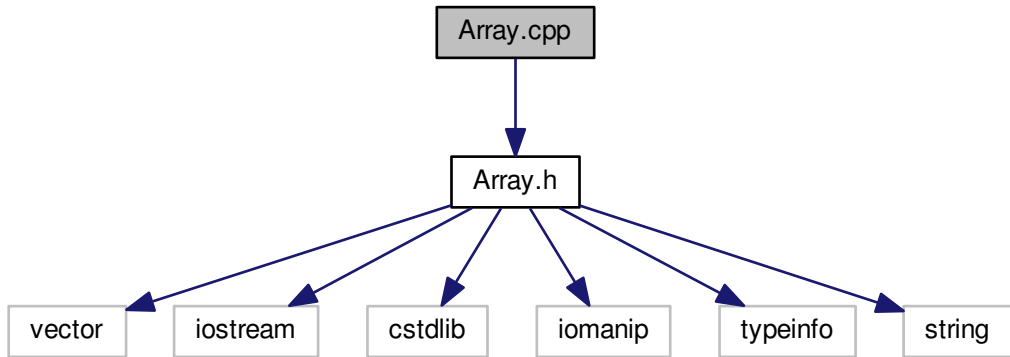 Array.cpp
Array.h
vector
iostream
cstdlib
iomanip
typeinfo
string